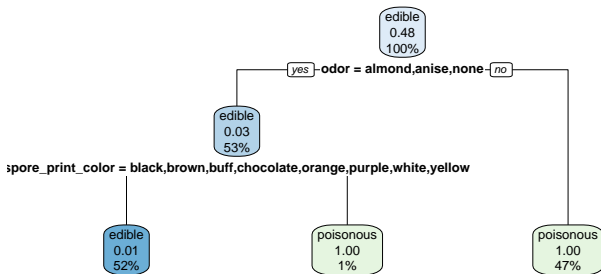 edible
0.48
100%
yes odor = almond,anise,none no
edible
0.03
53%
spore_print_color = black,brown,buff,chocolate,orange,purple,white,yellow
edible
0.01
52%
poisonous
1.00
1%
poisonous
1.00
47%